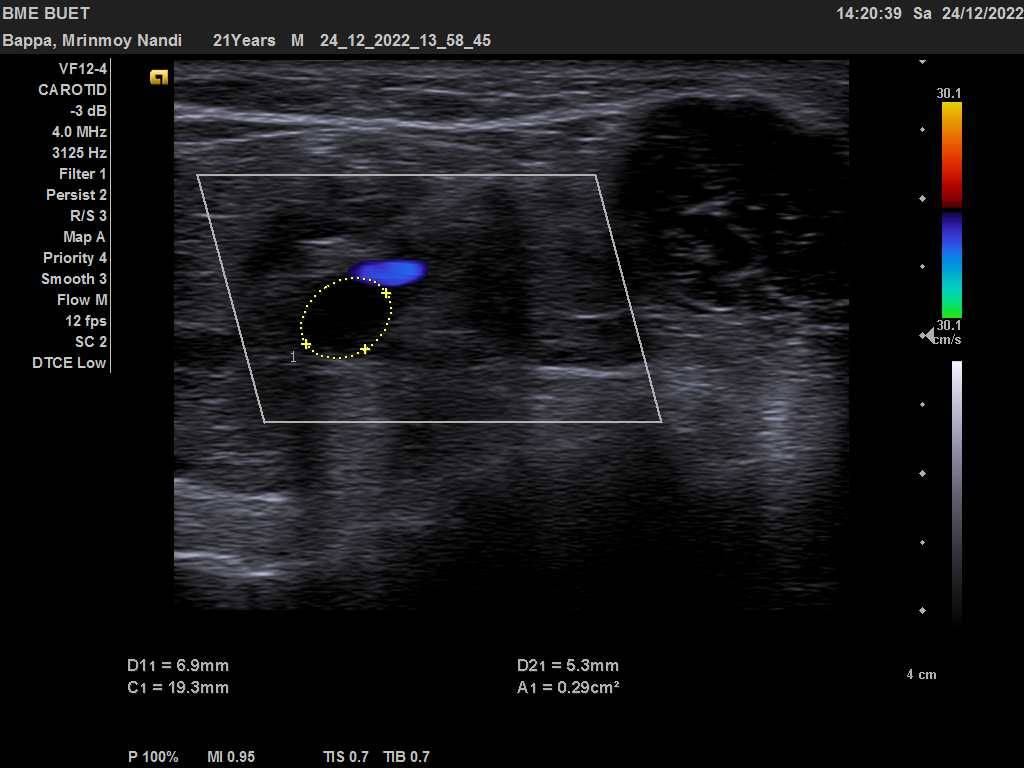 BME BUET 14:20:39 Sa 24/12/2022
Bappa, Mrinmoy Nandi 21Years M 24_12_2022_13_58_45
VF12-4
CAROTID
-3 dB
4.0 MHz
3125 Hz
Filter 1
Persist 2
R/S 3
Map A
Priority 4
Smooth 3
Flow M
12 fps
SC 2
DTCE Low
30.1
30.1
cm/s
1
D11 = 6.9mm D21 = 5.3mm
C1 = 19.3mm A1 = 0.29cm²
4 cm
P 100% MI 0.95 TIS 0.7 TIB 0.7